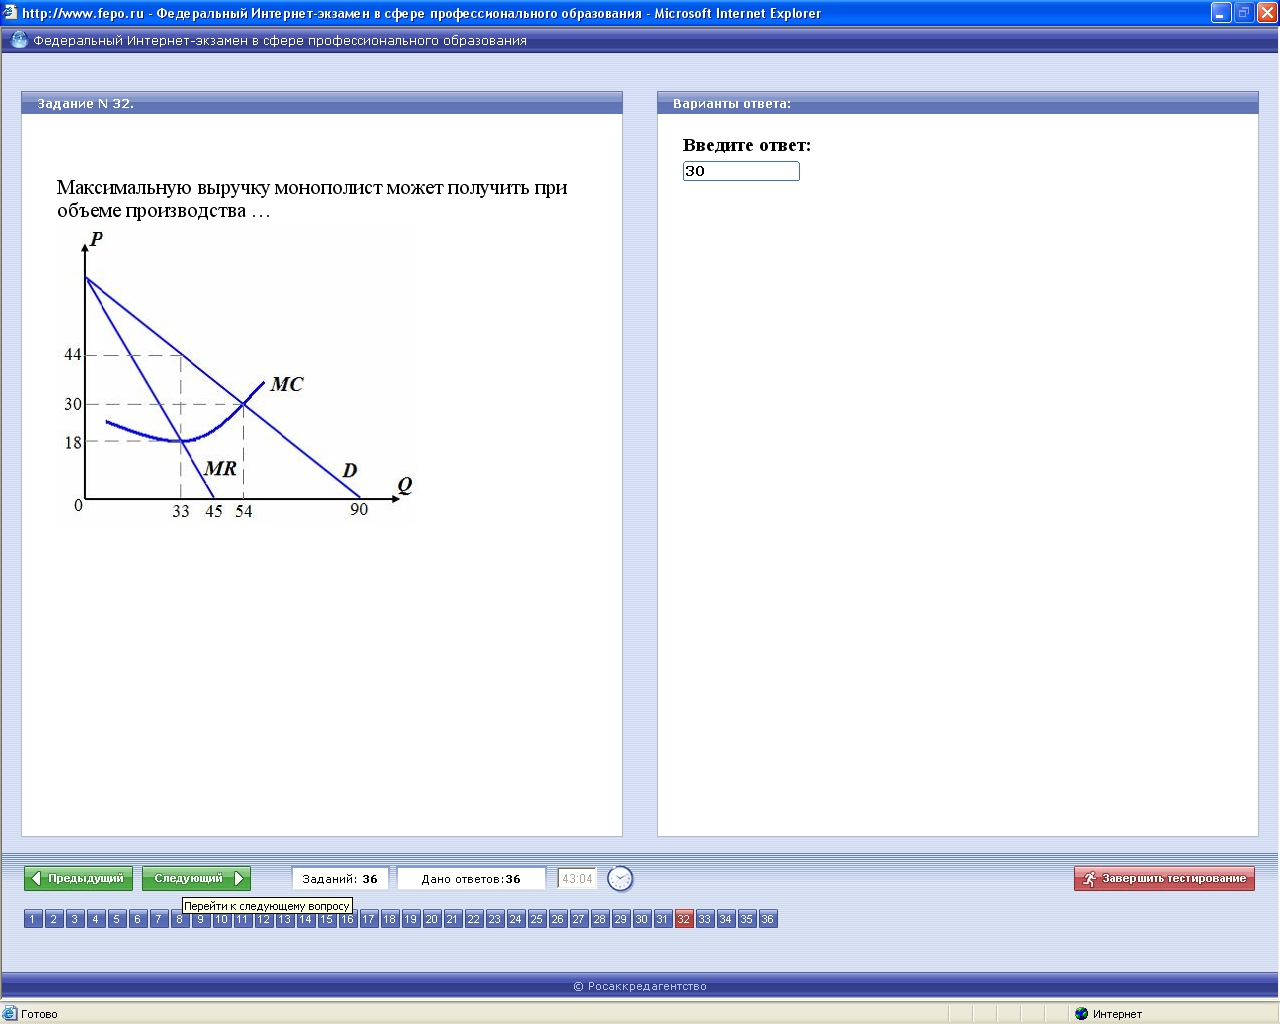 http://www.fepo.ru - Федеральный Интернет-экзамен в сфере профессионального образования - Microsoft Internet Explorer
Федеральный Интернет-экзамен в сфере профессионального образования
Задание N 32.
Варианты ответа:
Введите ответ:
30
Максимальную выручку монополист может получить при
объеме производства …
P
44
30
18
0
MC
MR
D
Q
33 45 54 90
Предыдущий
Следующий
Заданий: 36
Дано ответов:36
43:04
Завершить тестирование
Перейти к следующему вопросу
1 2 3 4 5 6 7 8 9 10 11 12 13 14 15 16 17 18 19 20 21 22 23 24 25 26 27 28 29 30 31 32 33 34 35 36
© Росаккредагентство
Готово
Интернет